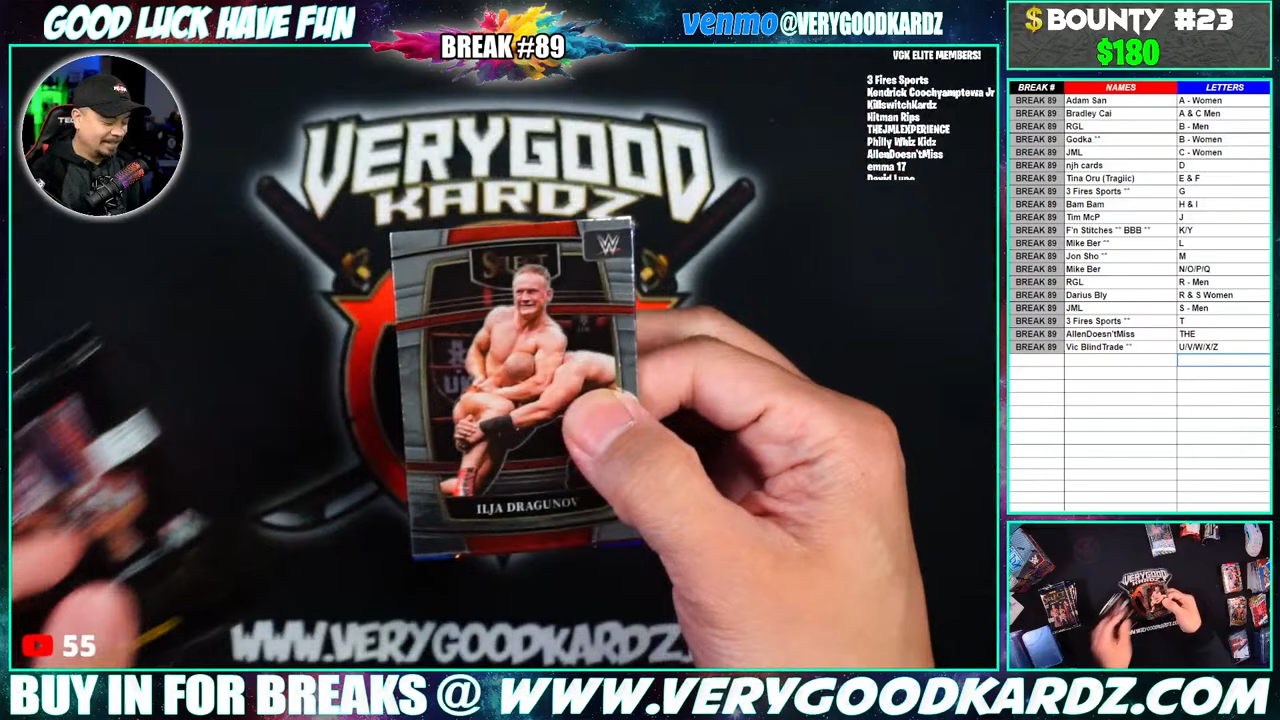 GOOD LUCK HAVE FUN
BREAK #89
venmo @VERYGOODKARDZ
$BOUNTY #23
$180
VGK ELITE MEMBERS!
3 Fires Sports
Kendrick Coochyamptown Jr
KillswitchKardz
Hitman Rips
THEJMLEXPERIENCE
Philly Whiz Kidz
AllenDoesn'tMiss
emma 17
BREAK # NAMES LETTERS
BREAK 89 Adam San A - Women
BREAK 89 Bradley Cai A & C Men
BREAK 89 RGL B - Men
BREAK 89 Godka ** B - Women
BREAK 89 JML C - Women
BREAK 89 njh cards D
BREAK 89 Tina Oru (Tragiic) E & F
BREAK 89 3 Fires Sports ** G
BREAK 89 Bam Bam H & I
BREAK 89 Tim McP J
BREAK 89 F'n Stitches ** BBB ** K/Y
BREAK 89 Mike Ber ** L
BREAK 89 Jon Sho ** M
BREAK 89 Mike Ber N/O/P/Q
BREAK 89 RGL R - Men
BREAK 89 Darius Bly R & S Women
BREAK 89 JML S - Men
BREAK 89 3 Fires Sports ** T
BREAK 89 AllenDoesn'tMiss THE
BREAK 89 Vic BlindTrade ** U/V/W/X/Z
VERYGOOD
KARDZ
W
SELECT
UK
ILJA DRAGUNOV
WWW.VERYGOODKARDZ.
55
BUY IN FOR BREAKS @ WWW.VERYGOODKARDZ.COM